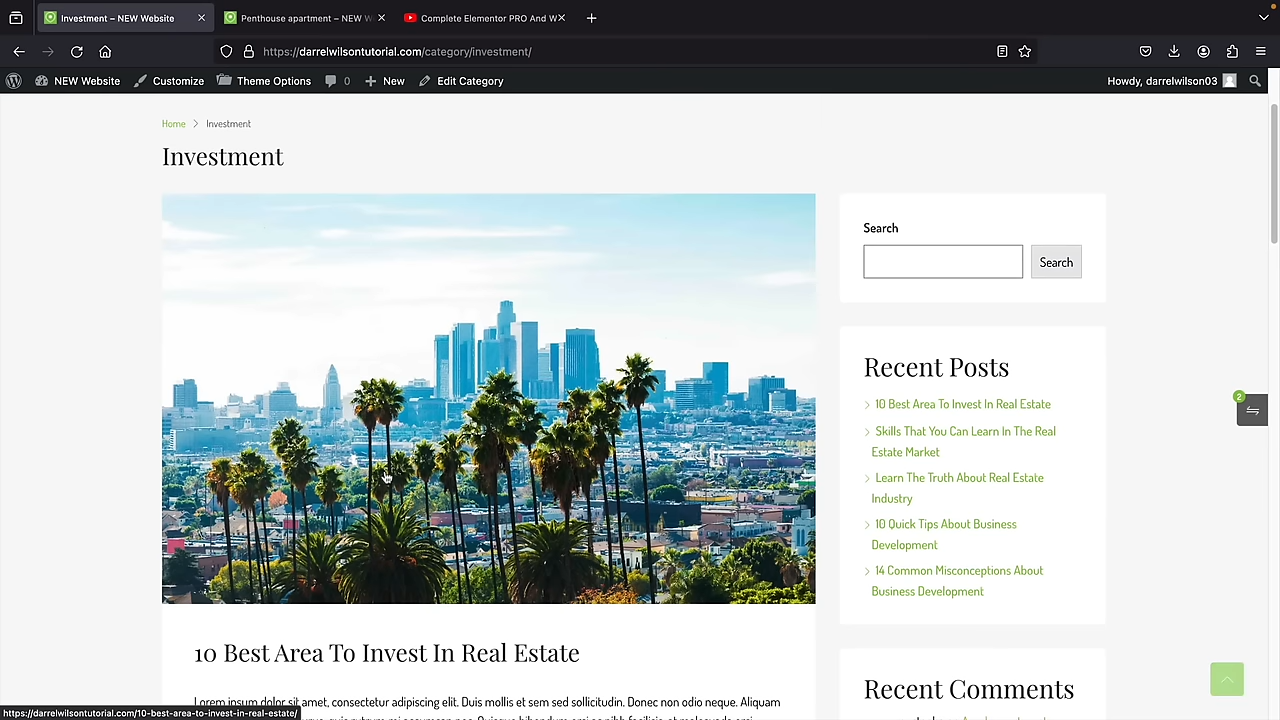 Investment – NEW Website
Penthouse apartment – NEW W
Complete Elementor PRO And W
https://darrelwilsontutorial.com/category/investment/
NEW Website
Customize
Theme Options
0
New
Edit Category
Howdy, darrelwilson03
Home > Investment
Investment
Search
Search
Recent Posts
10 Best Area To Invest In Real Estate
Skills That You Can Learn In The Real
Estate Market
Learn The Truth About Real Estate
Industry
10 Quick Tips About Business
Development
14 Common Misconceptions About
Business Development
2
10 Best Area To Invest In Real Estate
Lorem ipsum dolor sit amet, consectetur adipiscing elit. Duis mollis et sem sed sollicitudin. Donec non odio neque. Aliquam
Recent Comments
https://darrelwilsontutorial.com/10-best-area-to-invest-in-real-estate/